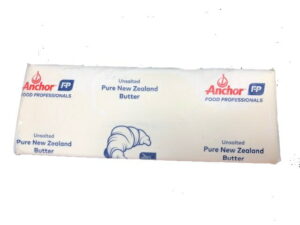 Anchor FP
FOOD PROFESSIONALS
Unsalted
Pure New Zealand
Butter
Anchor FP
FOOD PROFESSIONALS
Unsalted
Pure New Zealand
Butter
Unsalted
Pure New Zealand
Butter